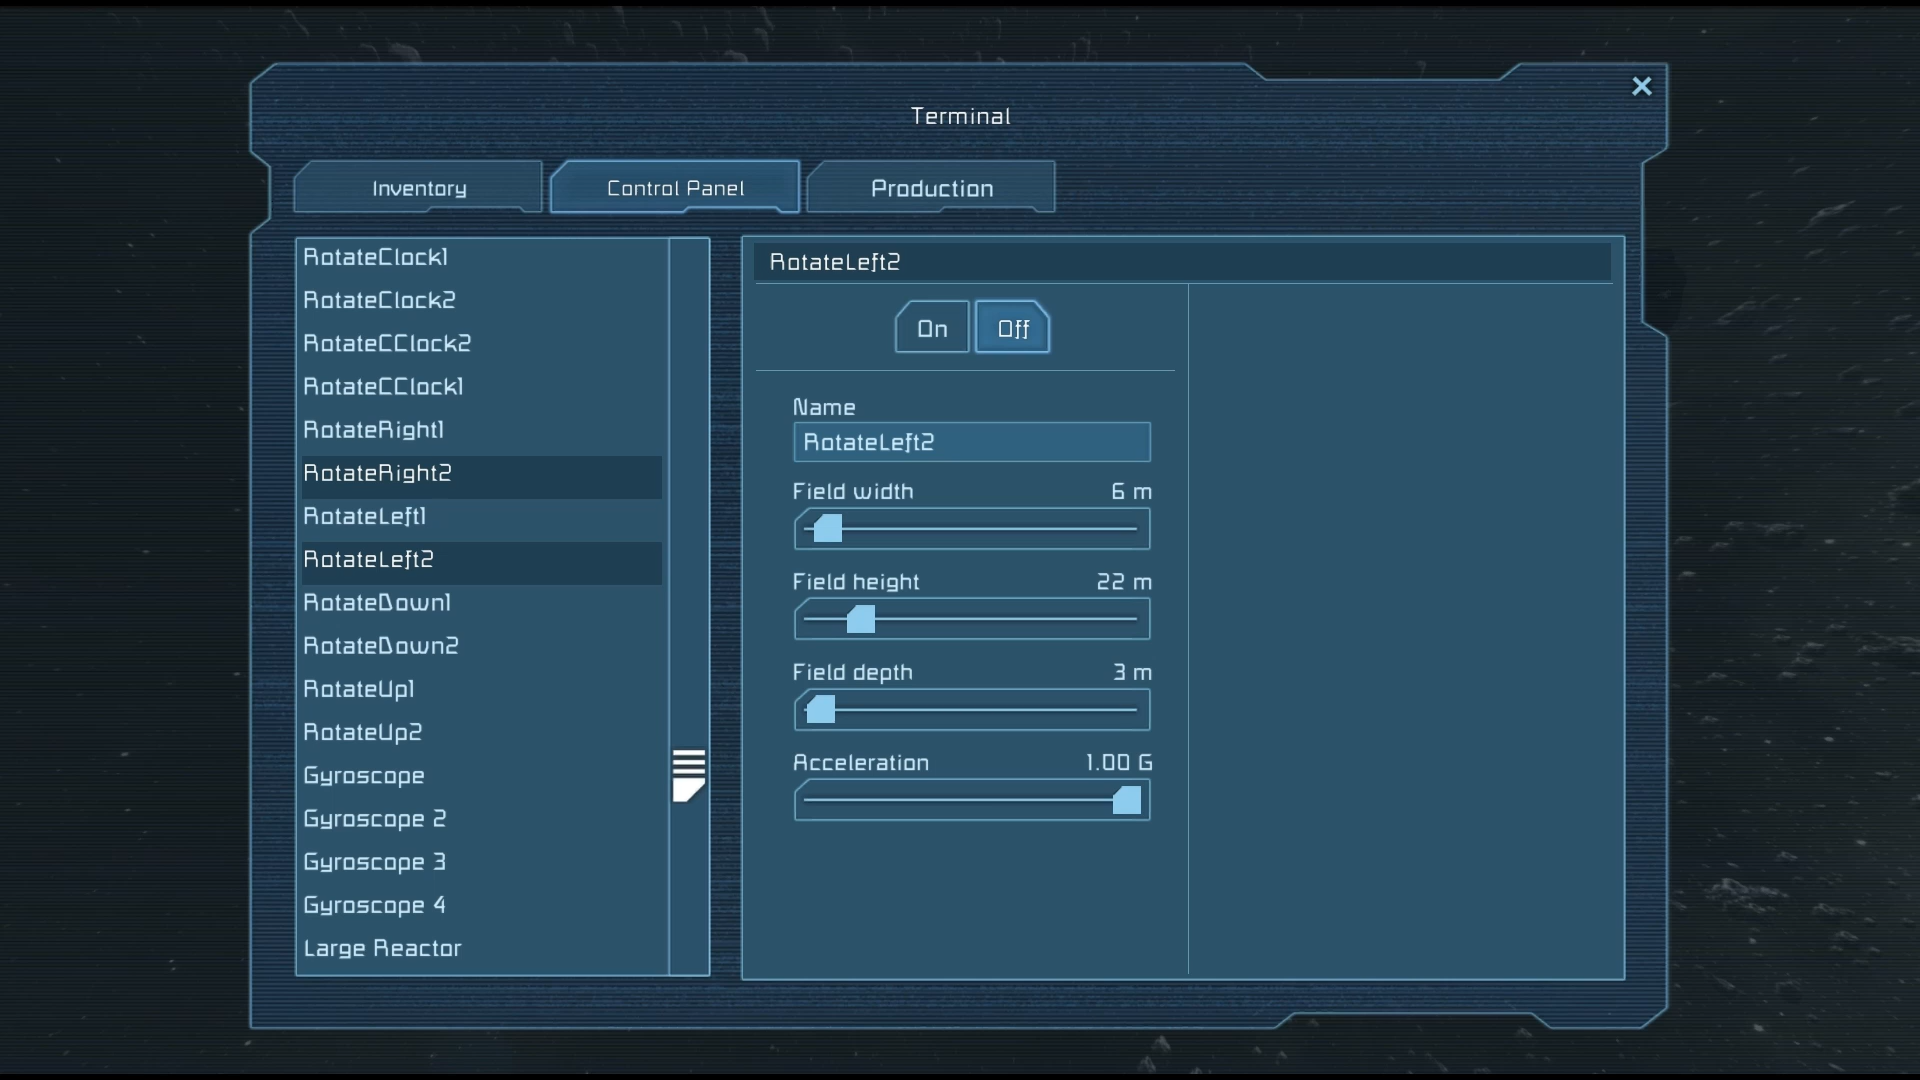 Terminal
Inventory
Control Panel
Production
RotateClock1
RotateClock2
RotateCClock2
RotateCClock1
RotateRight1
RotateRight2
RotateLeft1
RotateLeft2
RotateDown1
RotateDown2
RotateUp1
RotateUp2
Gyroscope
Gyroscope 2
Gyroscope 3
Gyroscope 4
Large Reactor
RotateLeft2
On
Off
Name
RotateLeft2
Field width 6 m
Field height 22 m
Field depth 3 m
Acceleration 1.00 G